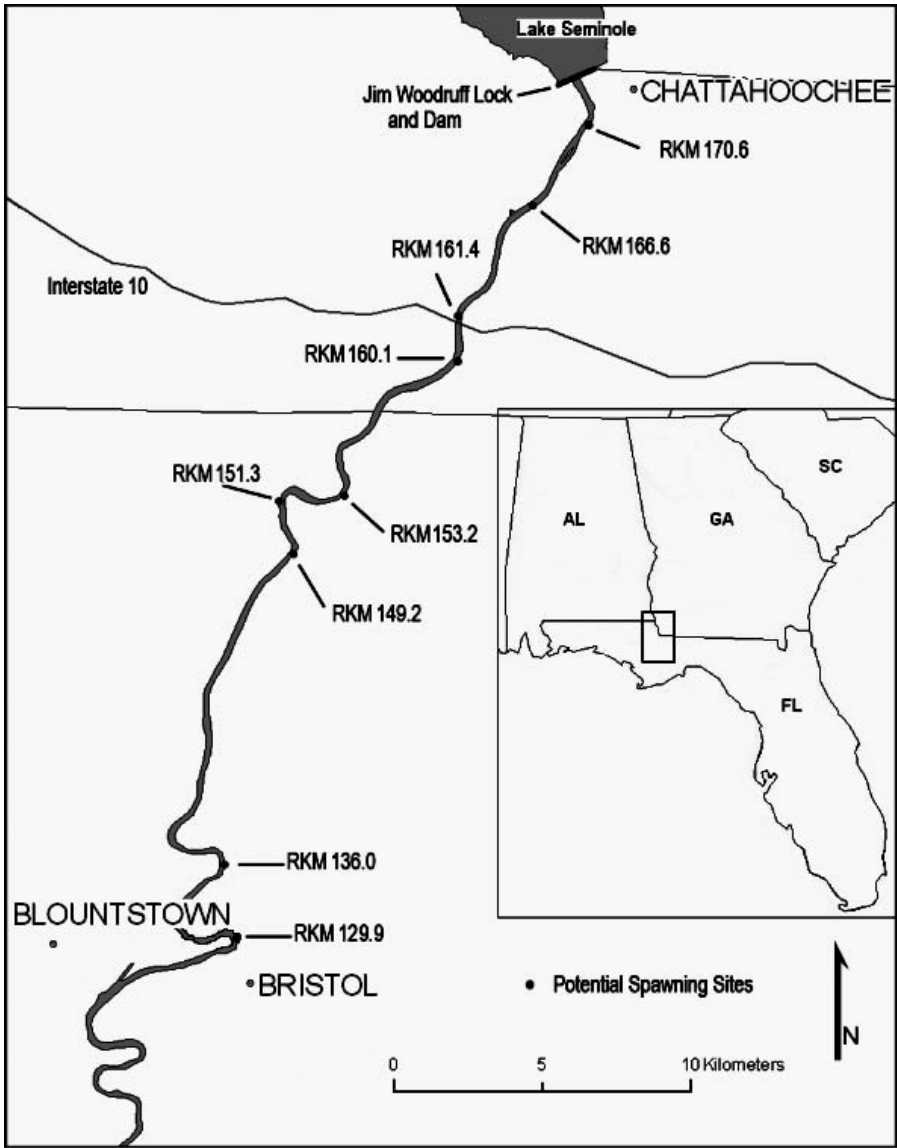 Lake Seminole
Jim Woodruff Lock
and Dam
CHATTAHOOCHEE
RKM 170.6
RKM 166.6
RKM 161.4
Interstate 10
RKM 160.1
RKM 151.3
RKM 153.2
RKM 149.2
SC
AL
GA
FL
RKM 136.0
BLOUNTSTOWN
RKM 129.9
BRISTOL
Potential Spawning Sites
N
0 5 10 Kilometers